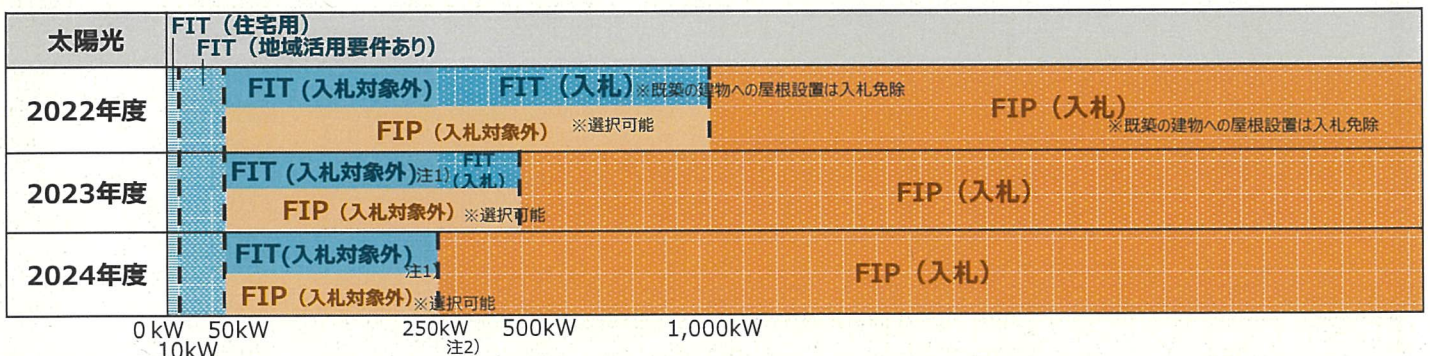 太陽光
FIT（住宅用）
FIT（地域活用要件あり）
2022年度
FIT (入札対象外)
FIT（入札）※既築の建物への屋根設置は入札免除
FIP（入札対象外） ※選択可能
FIP（入札）
※既築の建物への屋根設置は入札免除
2023年度
FIT (入札対象外)注1)
FIT
(入札)
FIP（入札対象外）※選択可能
FIP（入札）
2024年度
FIT(入札対象外)
注1)
FIP（入札対象外）※選択可能
FIP（入札）
0 kW 50kW 250kW 500kW 1,000kW
10kW 注2)